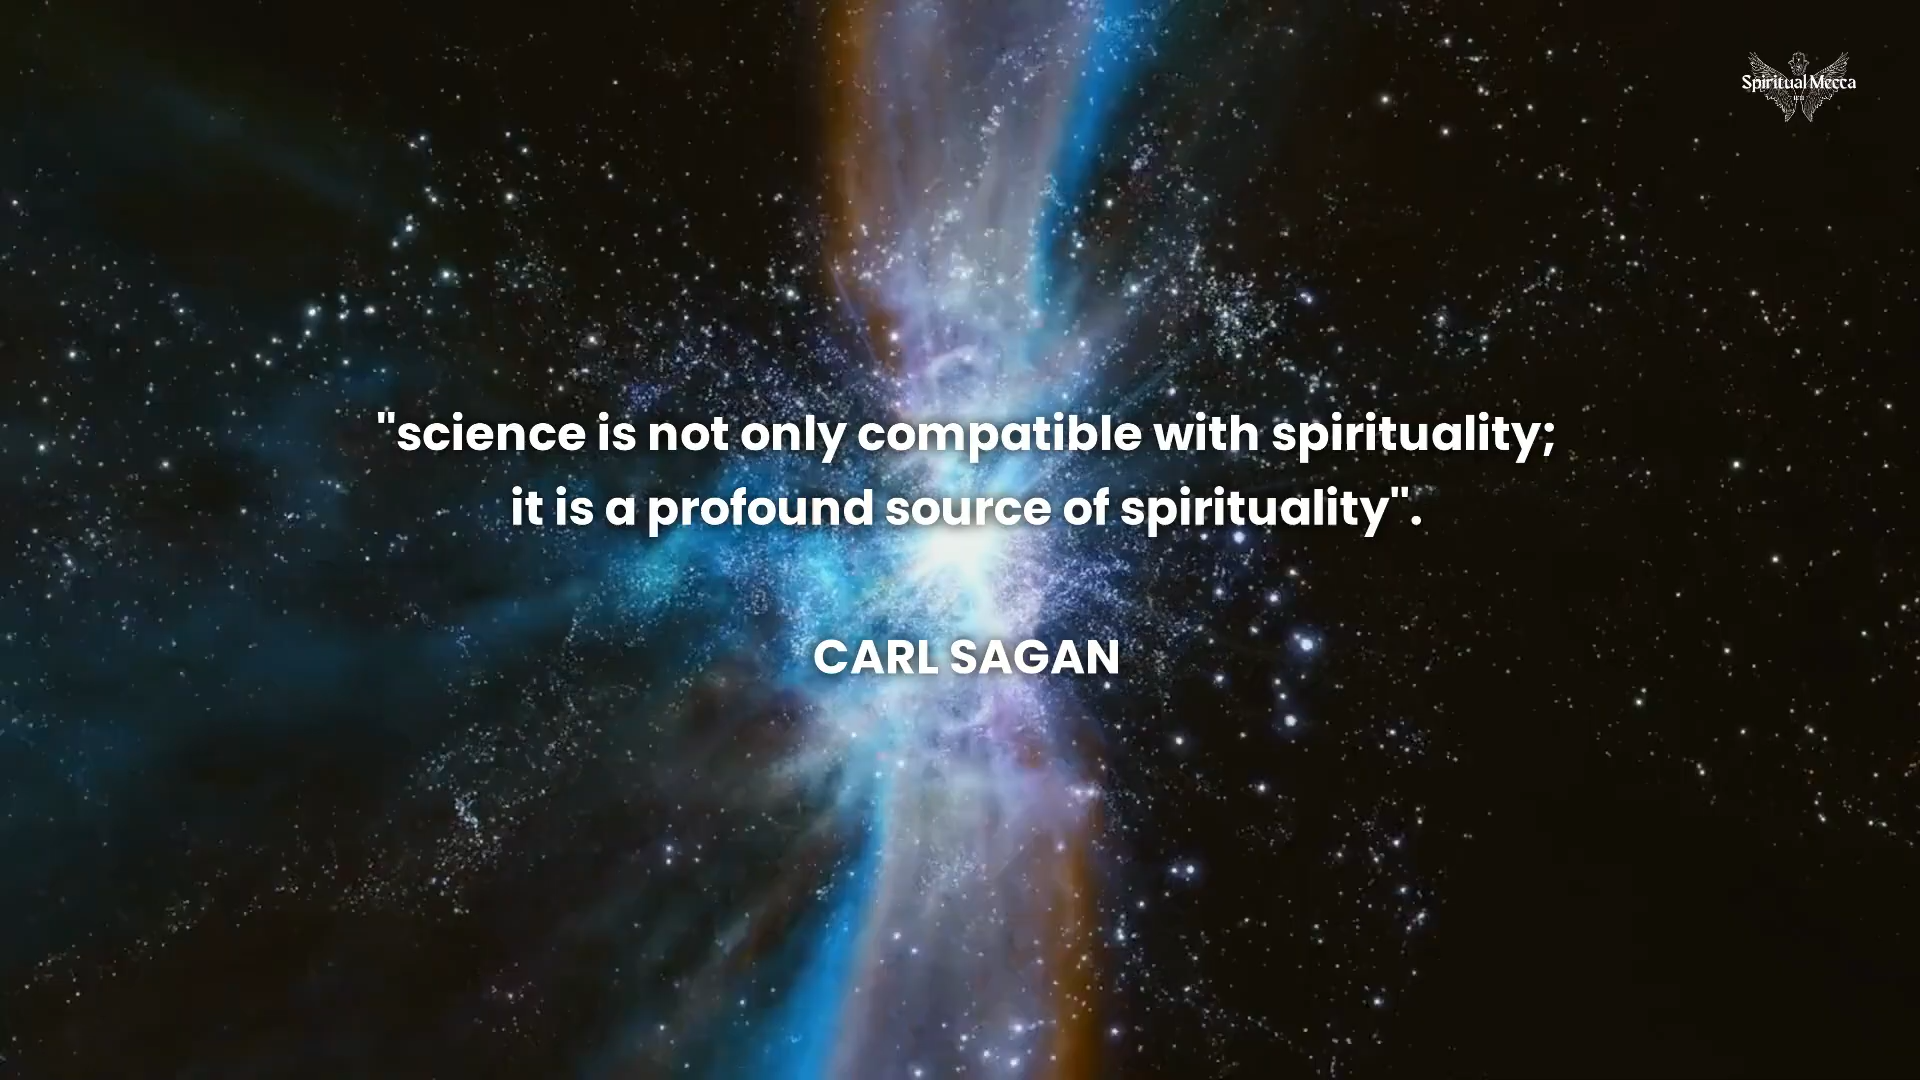 Spiritual Mecca
"science is not only compatible with spirituality;
it is a profound source of spirituality".
CARL SAGAN